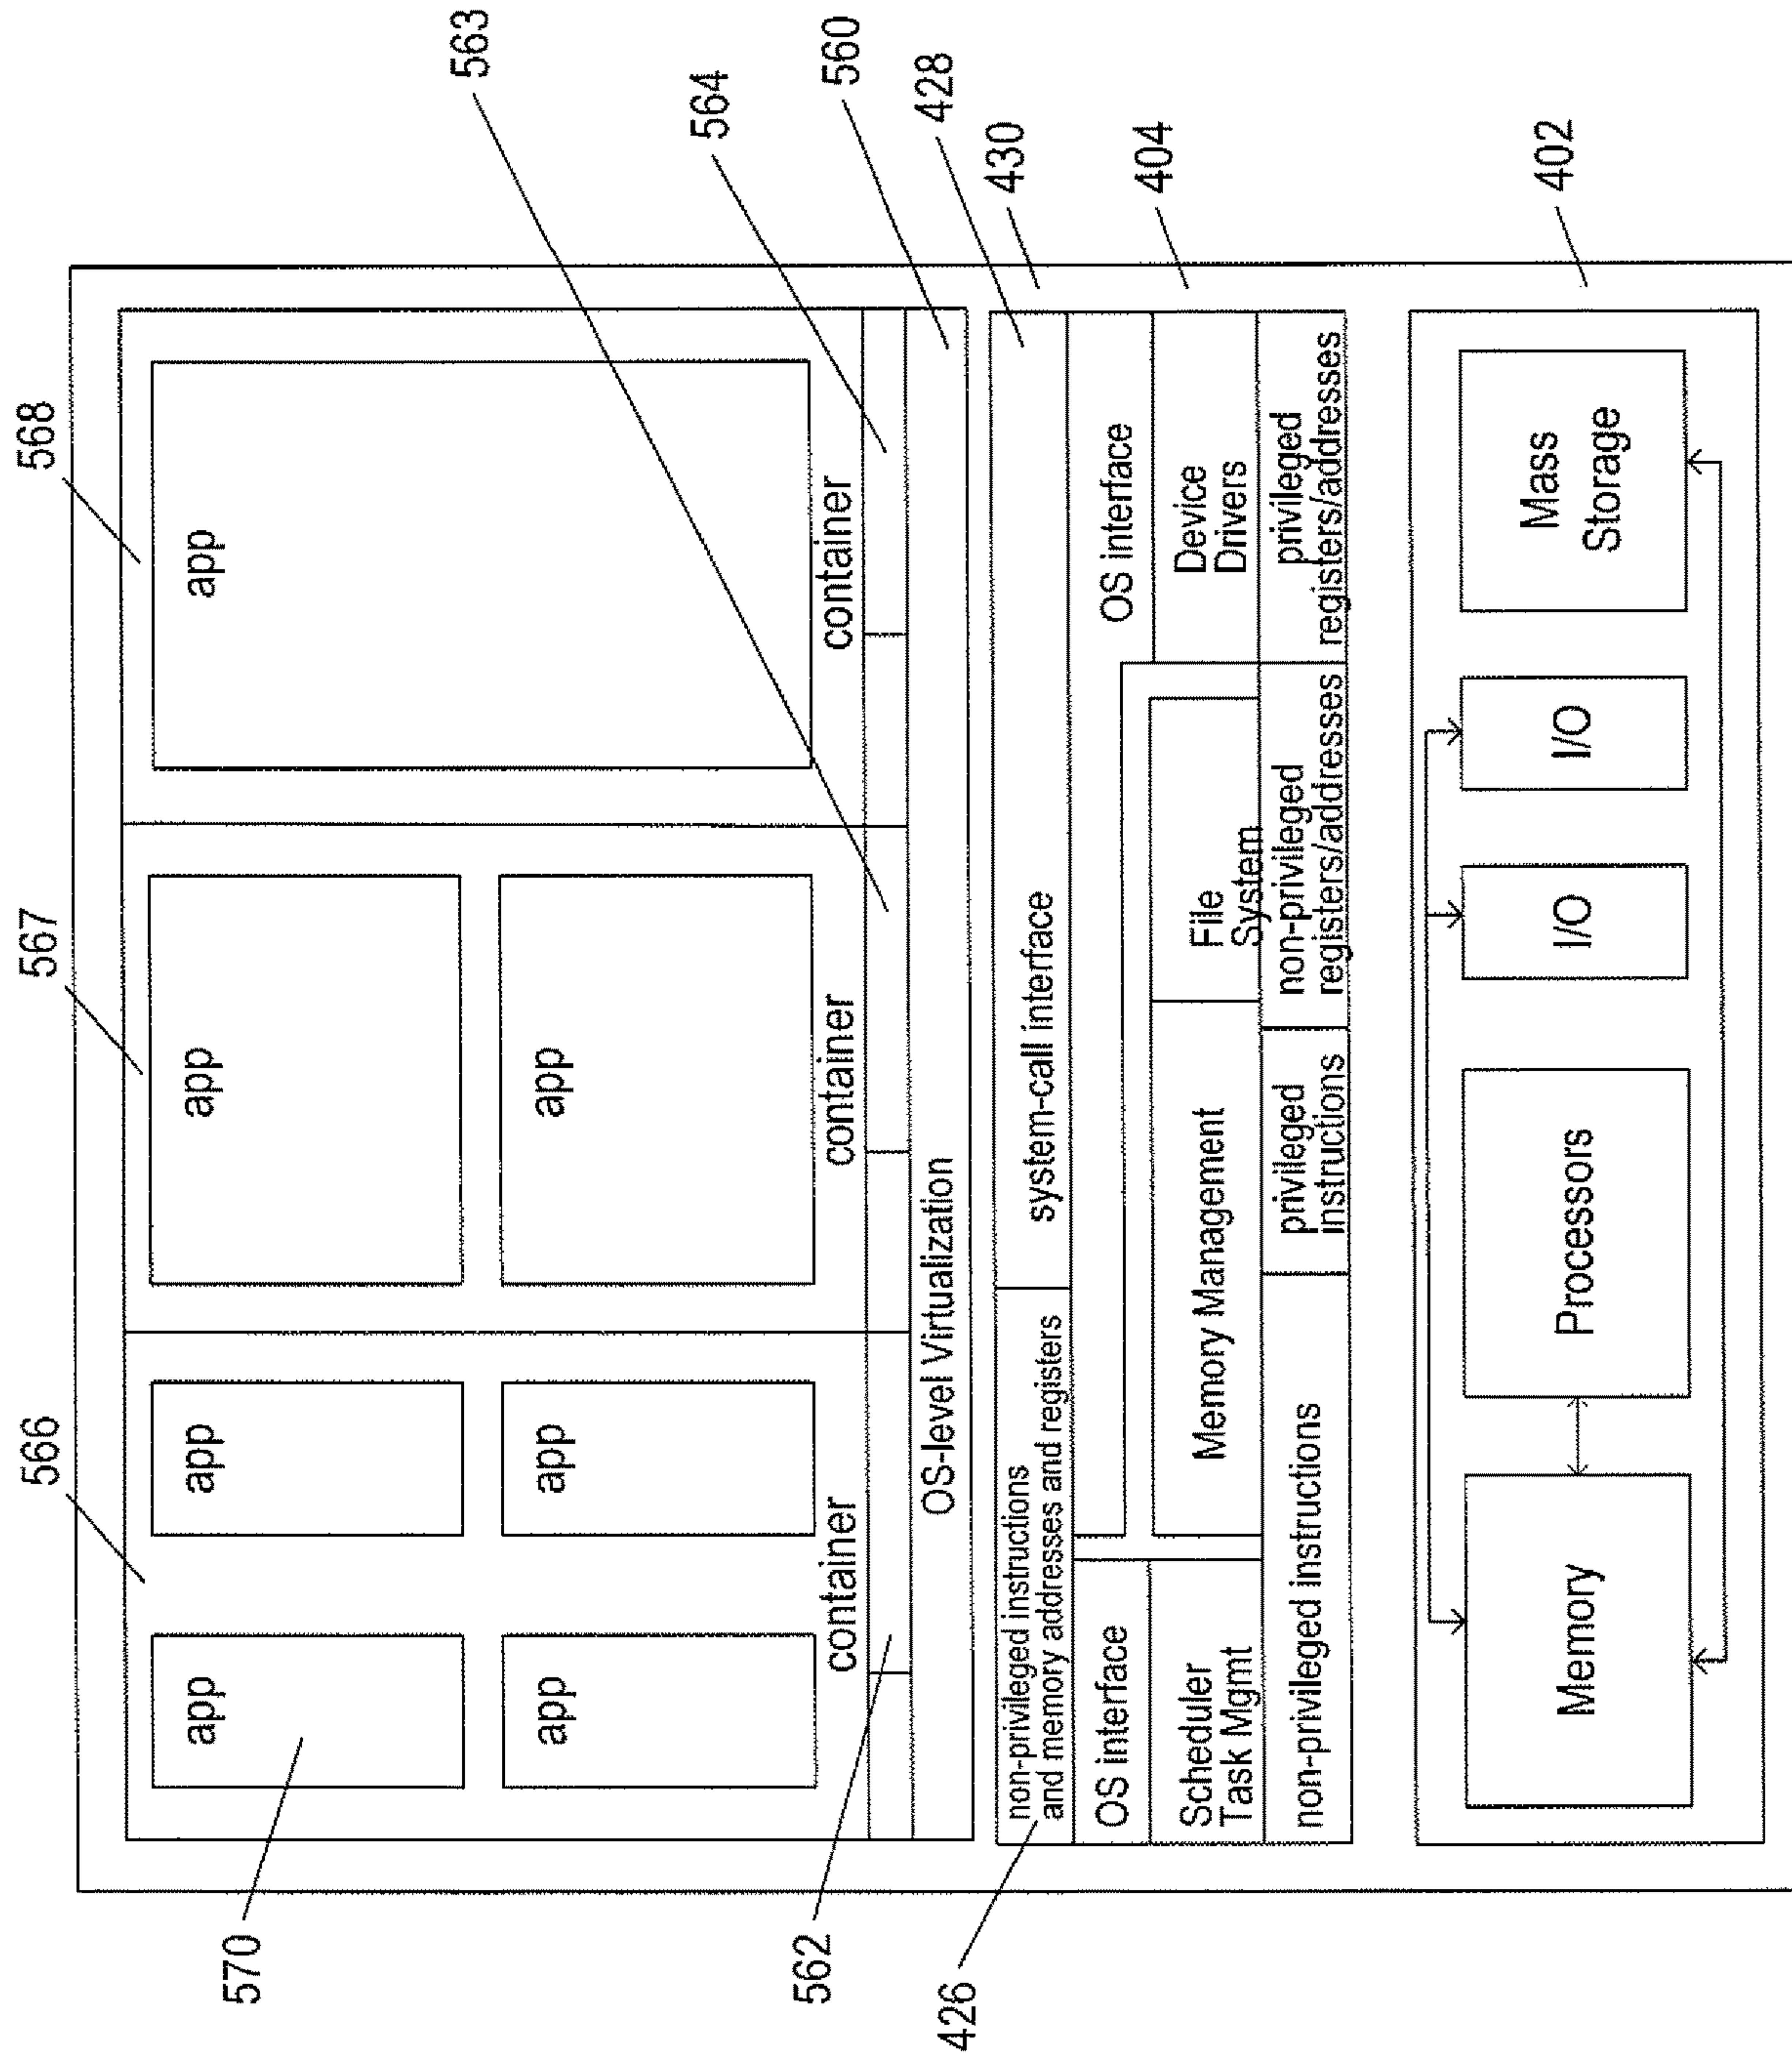 566
567
568
563
564
560
428
430
404
402
570
562
426
app
app
app
app
app
app
app
container
container
container
OS-level Virtualization
non-privileged instructions
and memory addresses and registers
system-call interface
OS interface
OS interface
Scheduler
Task Mgmt
Memory Management
File
System
Device
Drivers
non-privileged instructions
privileged
instructions
non-privileged
registers/addresses
privileged
registers/addresses
Memory
Processors
I/O
I/O
Mass
Storage